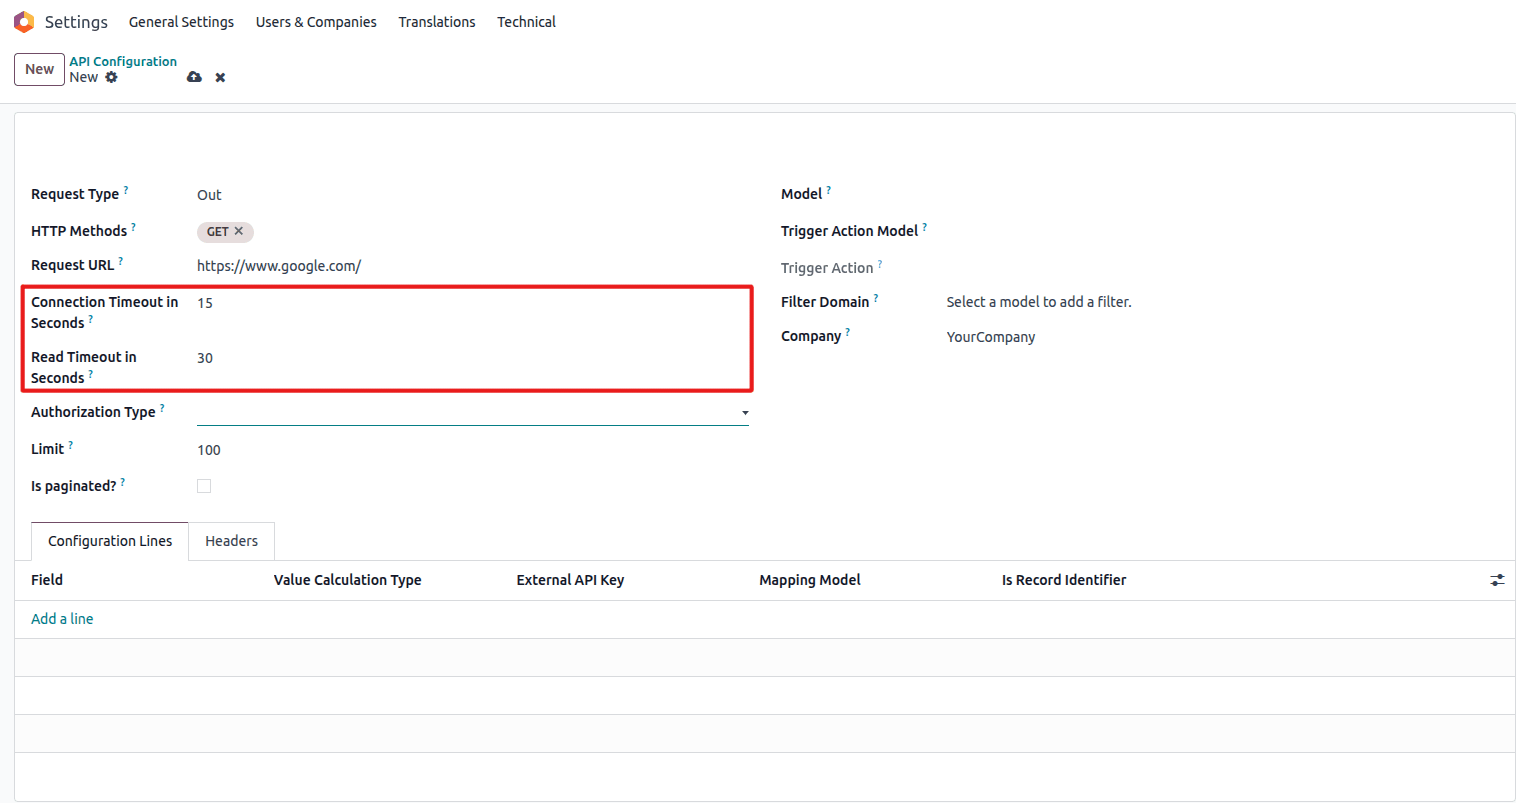 Settings General Settings Users & Companies Translations Technical
New
API Configuration
New
Request Type ? Out
HTTP Methods ? GET ✕
Request URL ? https://www.google.com/
Connection Timeout in
Seconds ? 15
Read Timeout in
Seconds ? 30
Authorization Type ?
Limit ? 100
Is paginated? ?
Model ?
Trigger Action Model ?
Trigger Action ?
Filter Domain ? Select a model to add a filter.
Company ? YourCompany
Configuration Lines Headers
Field Value Calculation Type External API Key Mapping Model Is Record Identifier
Add a line